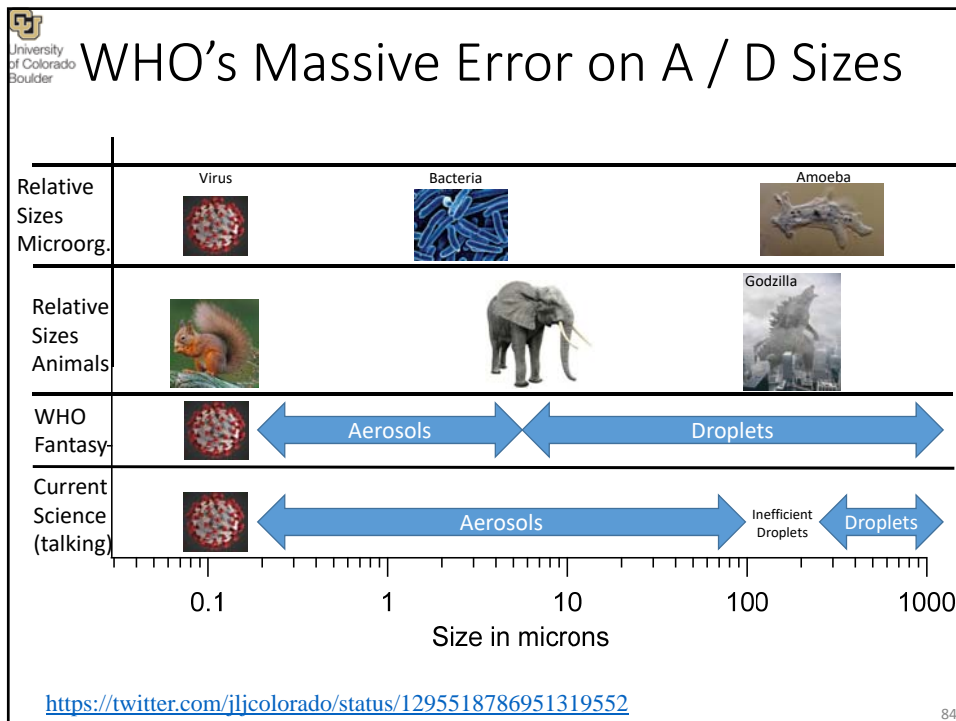 University
of Colorado
Boulder
WHO's Massive Error on A / D Sizes
Relative
Sizes
Microorg.
Virus
Bacteria
Amoeba
Relative
Sizes
Animals
Godzilla
WHO
Fantasy
Aerosols
Droplets
Current
Science
(talking)
Aerosols
Inefficient
Droplets
Droplets
0.1
1
10
100
1000
Size in microns
https://twitter.com/jljcolorado/status/1295518786951319552
84